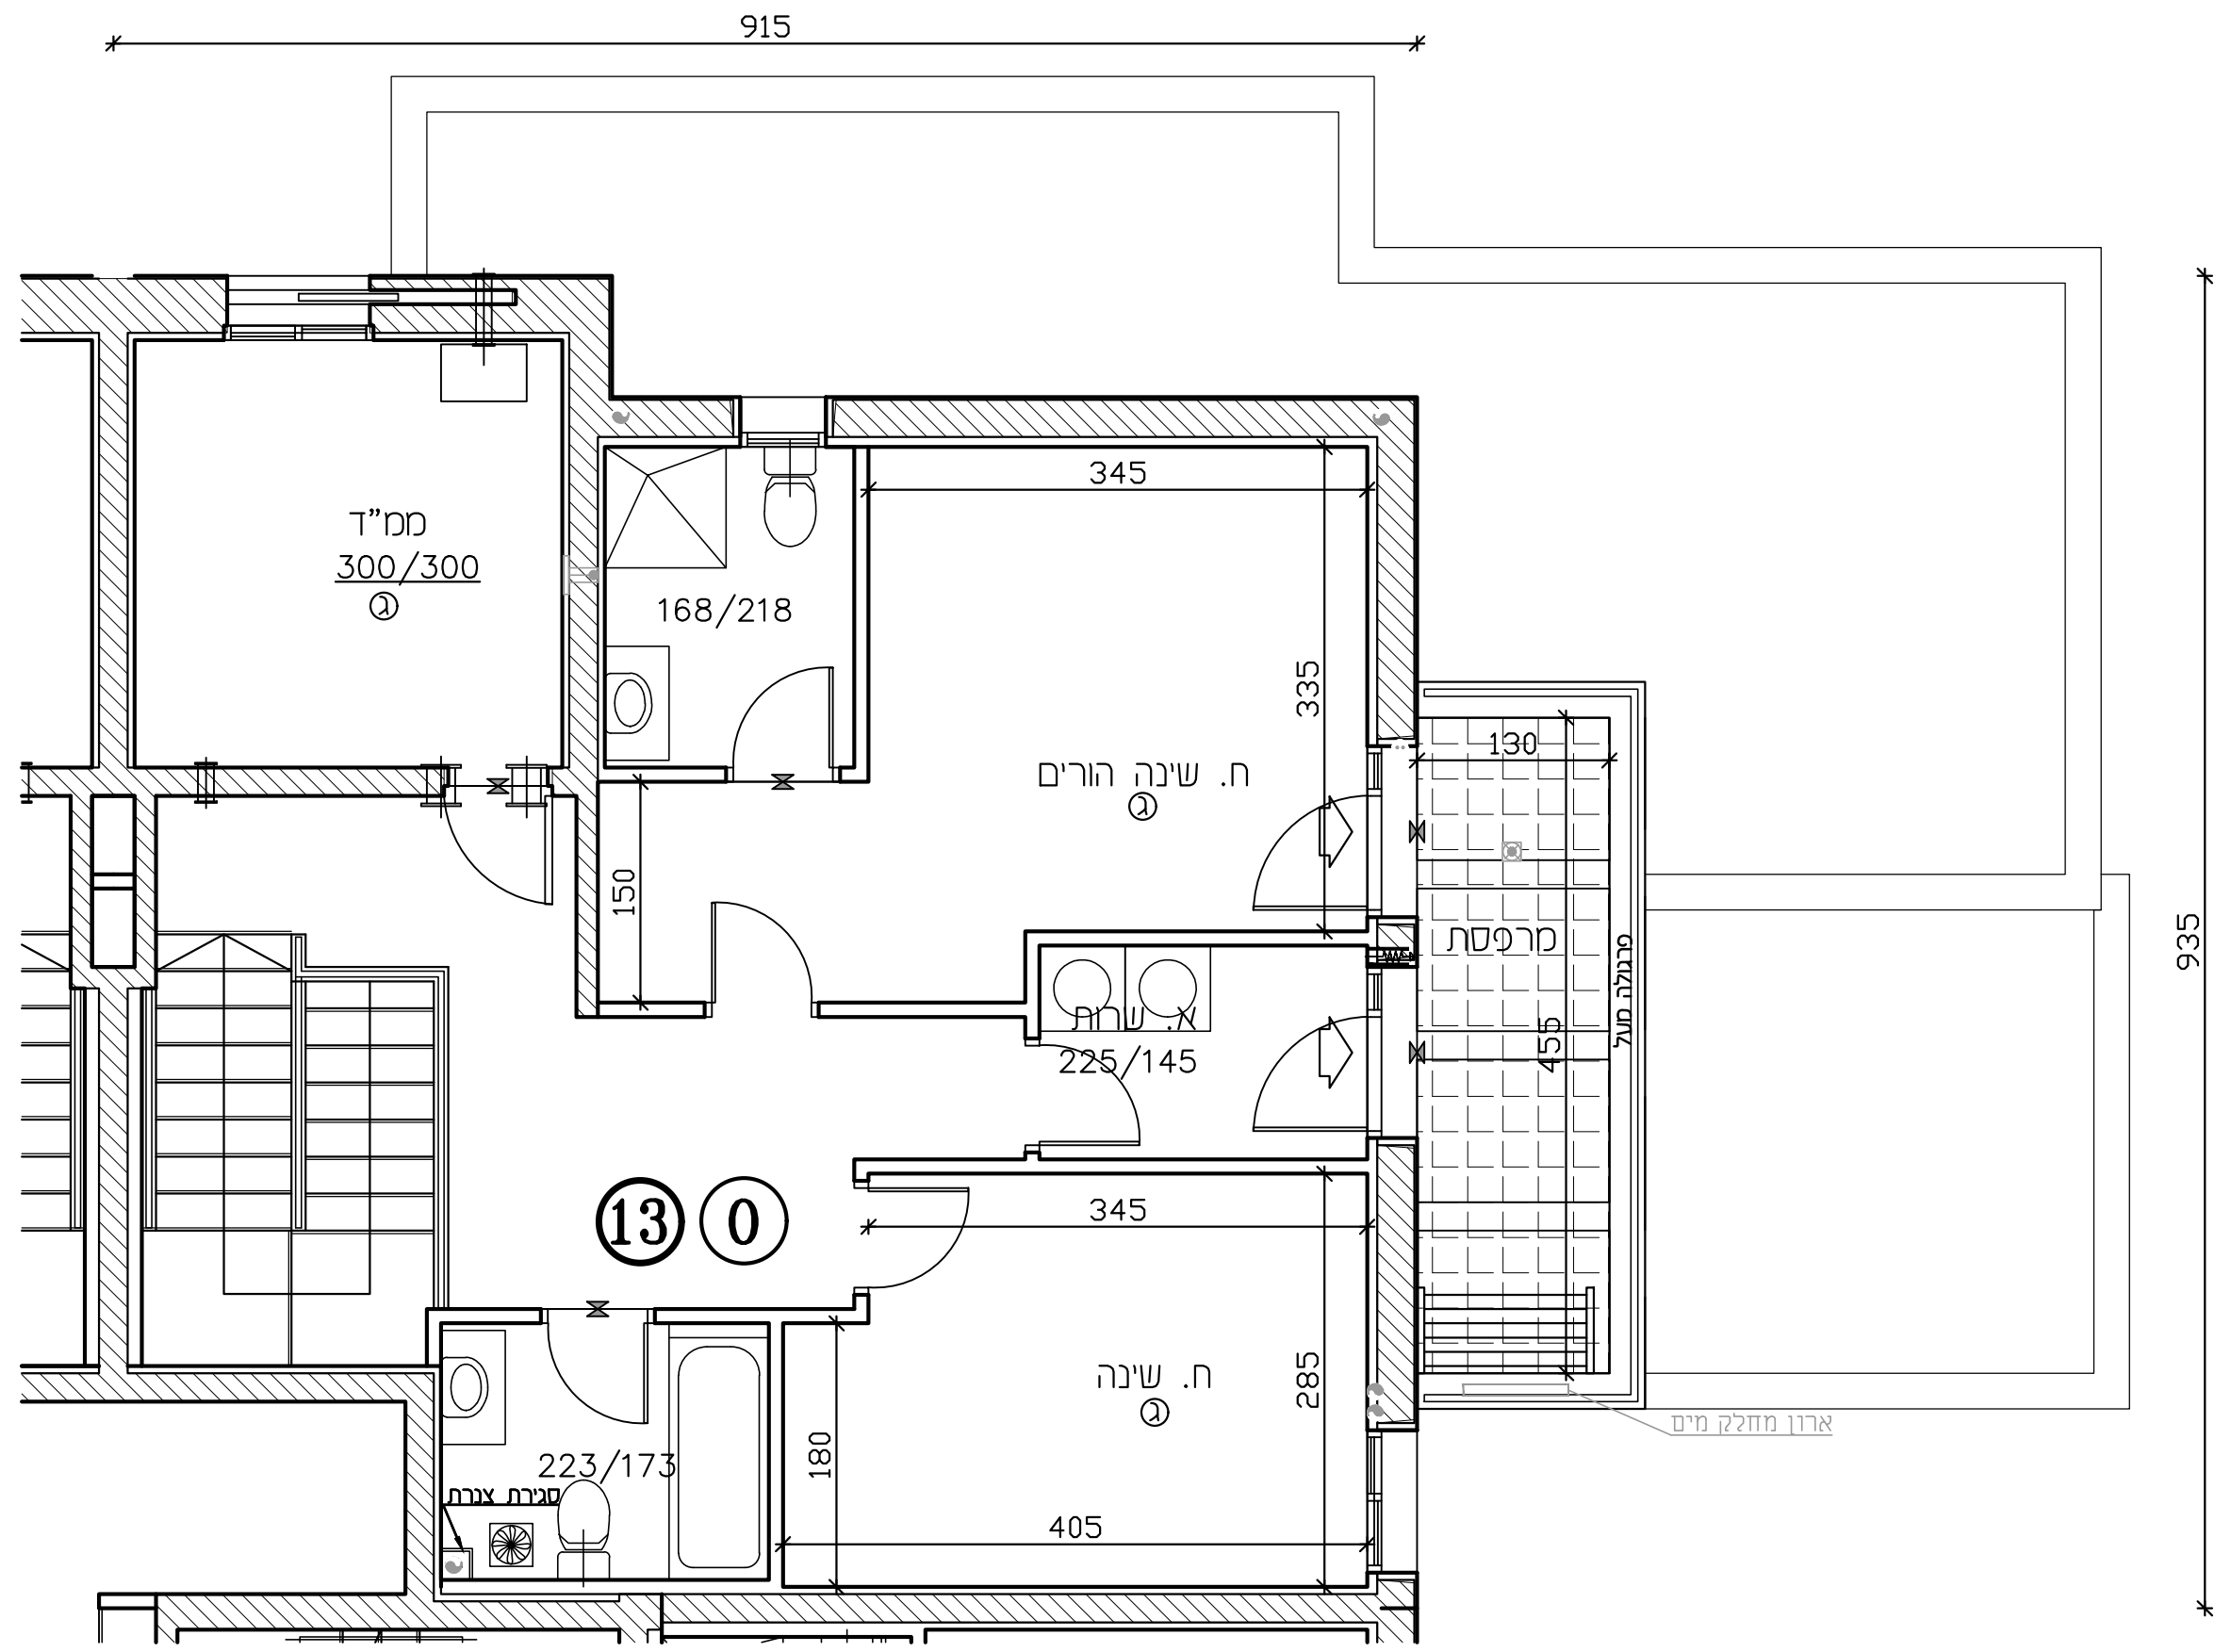 915
345
ממ"ד
300/300
ג
168/218
335
130
ח. שינה הורים
ג
150
מרפסת
פרגולה מעל
935
א. שרות
225/145
455
13
0
345
ח. שינה
ג
285
ארון מחלק מים
180
223/173
סגירת צנרת
405